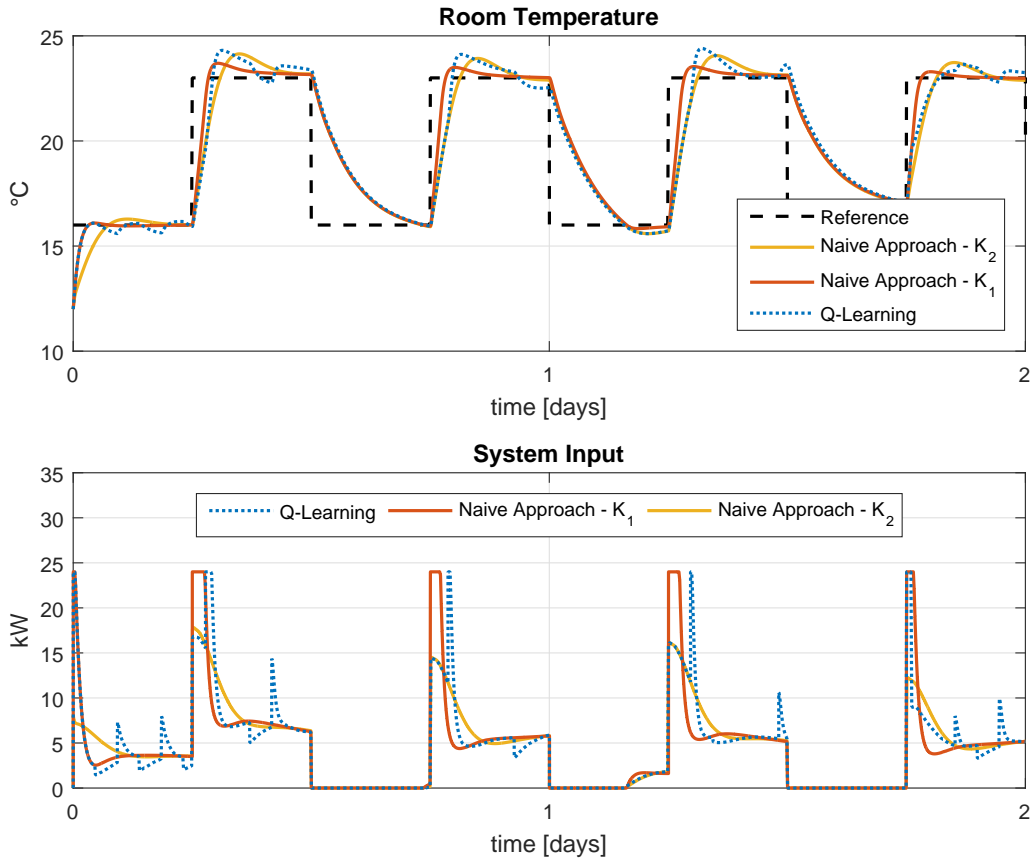 Room Temperature
25
20
15
10
°C
0
1
2
time [days]
Reference
Naive Approach - K2
Naive Approach - K1
Q-Learning
System Input
35
30
25
20
15
10
5
0
kW
Q-Learning Naive Approach - K1 Naive Approach - K2
0
1
2
time [days]